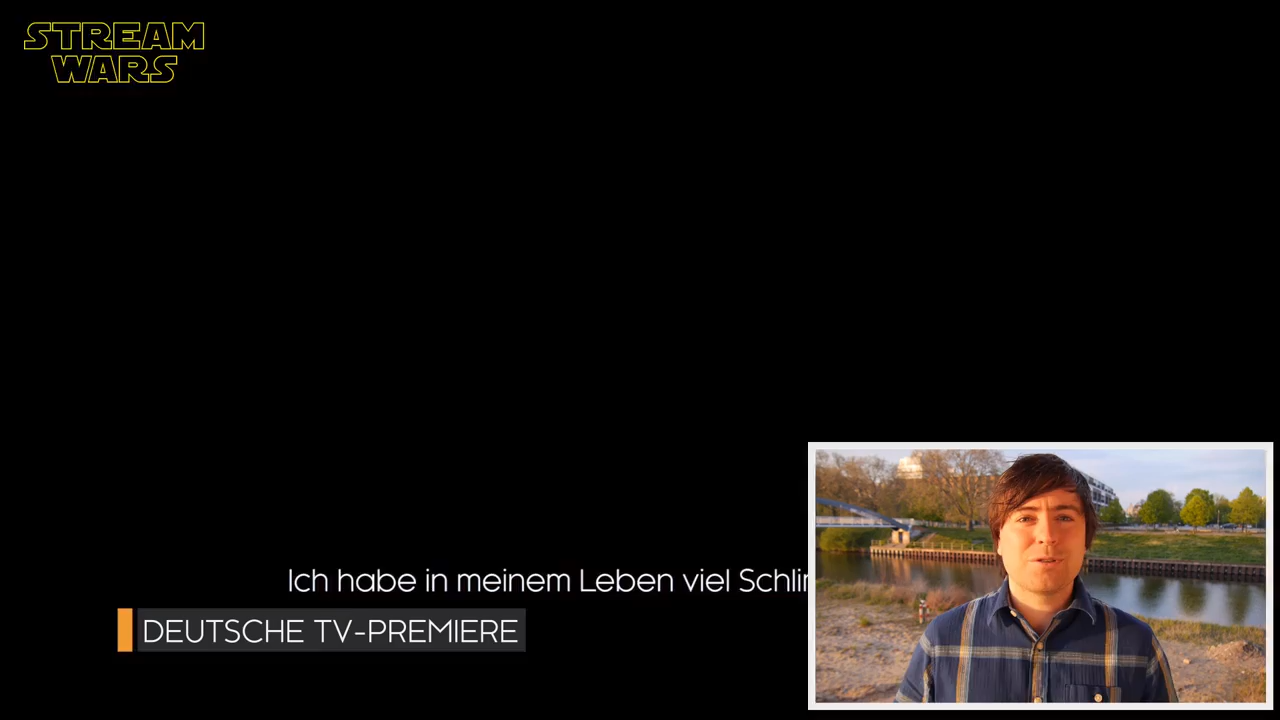 STREAM
WARS
Ich habe in meinem Leben viel
DEUTSCHE TV-PREMIERE